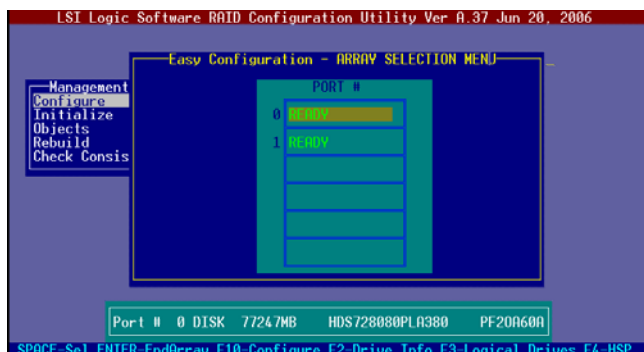 LSI Logic Software RAID Configuration Utility Ver A.37 Jun 20, 2006
Easy Configuration - ARRAY SELECTION MENU
Management
Configure
Initialize
Objects
Rebuild
Check Consis
PORT #
0 READY
1 READY
Port # 0 DISK 77247MB HDS728080PLA380 PF2OA60A
SPACE-Sel ENTER-EndArray F10-Configure F2-Drive Info F3-Logical Drives F4-HSP